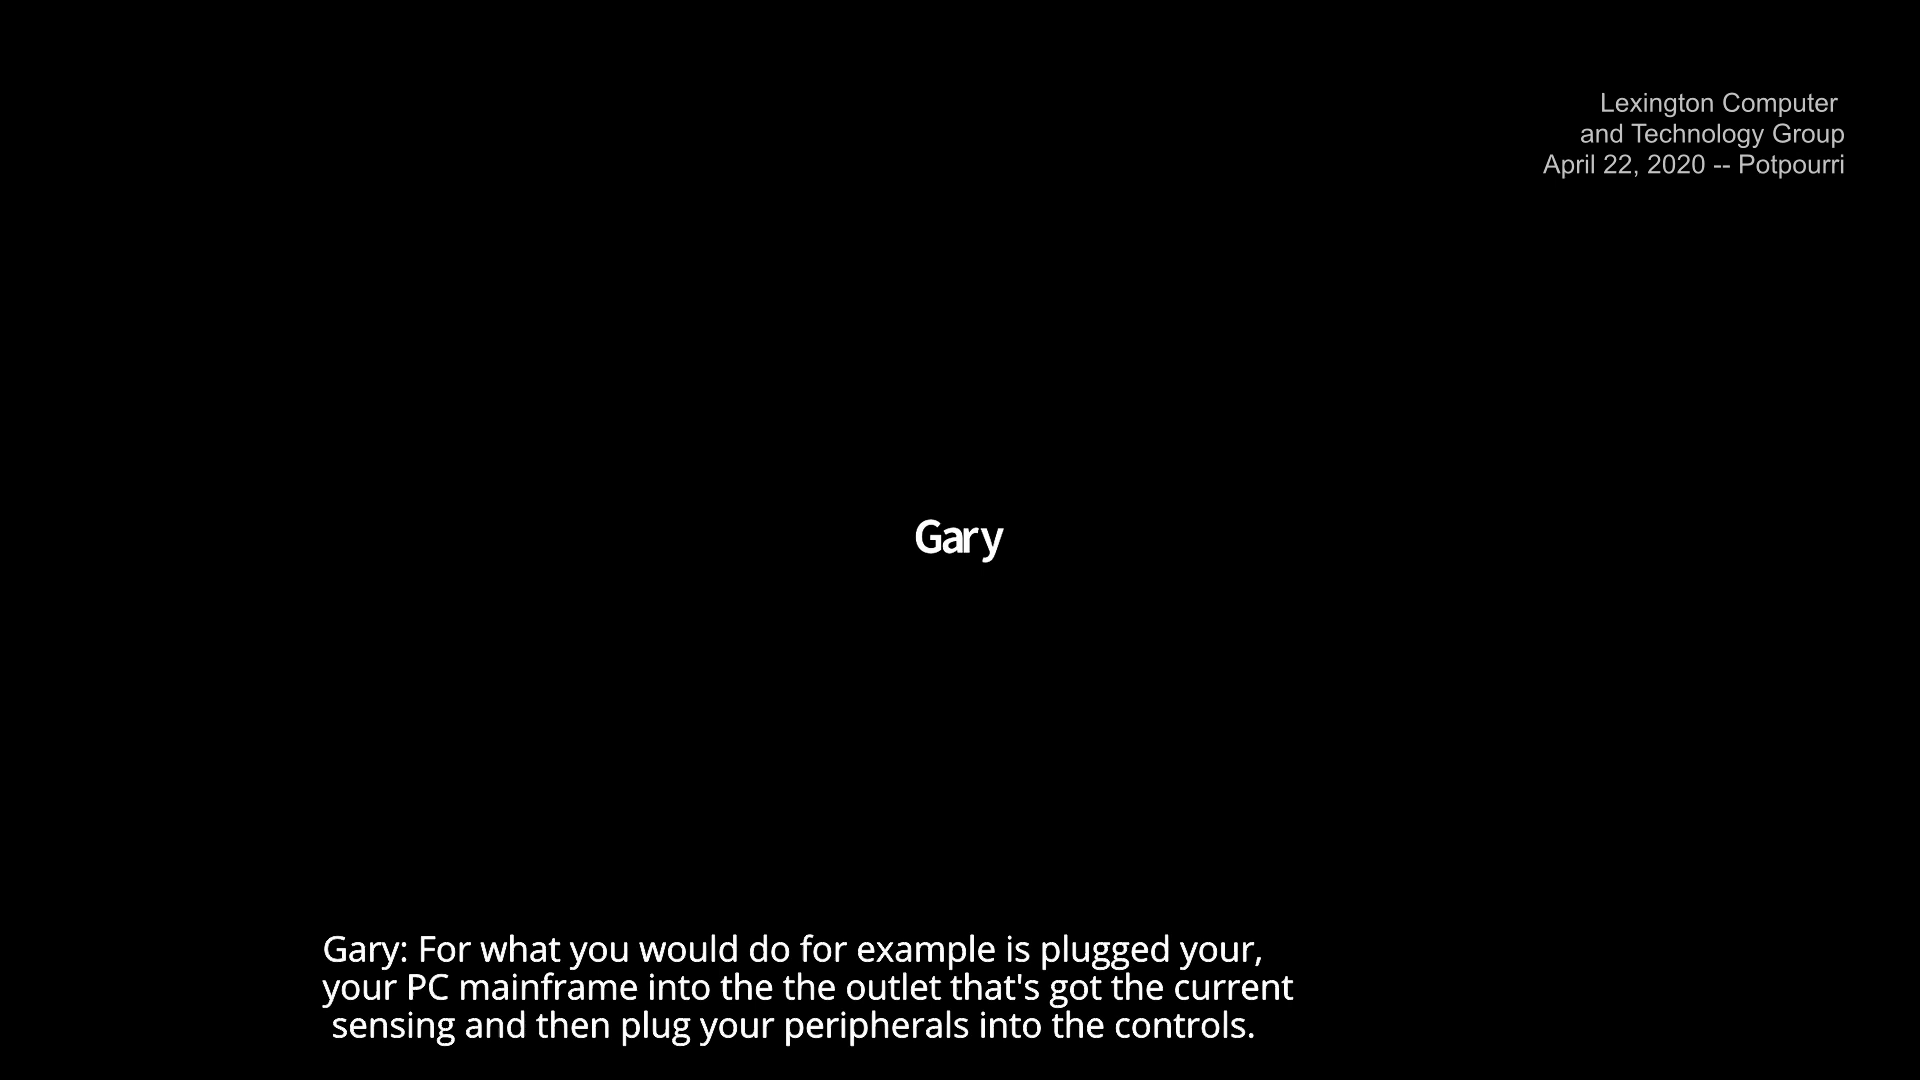 Lexington Computer
and Technology Group
April 22, 2020 -- Potpourri
Gary
Gary: For what you would do for example is plugged your,
your PC mainframe into the the outlet that's got the current
sensing and then plug your peripherals into the controls.